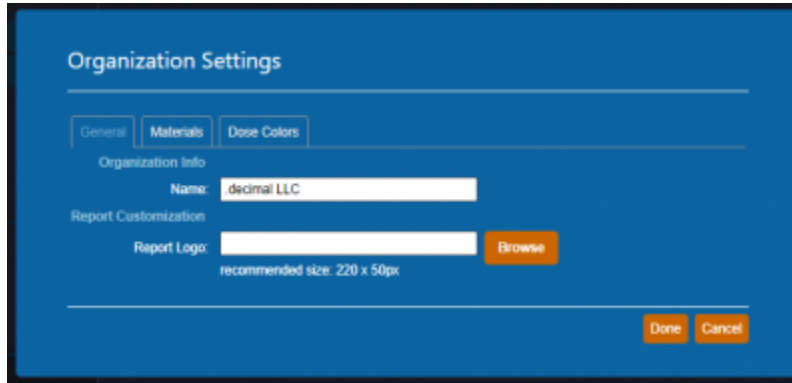 Organization Settings
General Materials Dose Colors
Organization Info
Name: .decimal LLC
Report Customization
Report Logo: Browse
recommended size: 220 x 50px
Done Cancel